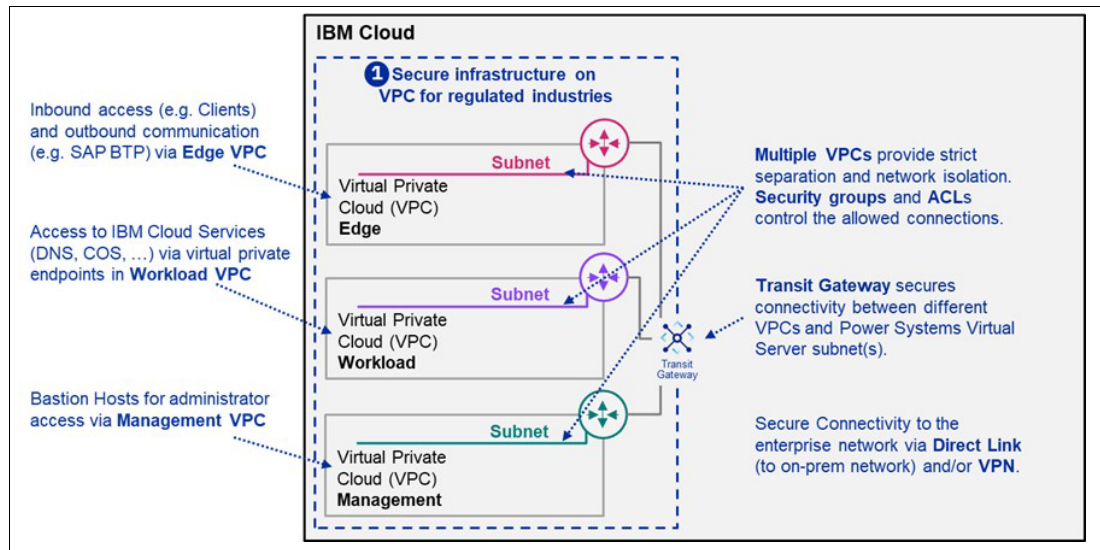 IBM Cloud
1 Secure infrastructure on
VPC for regulated industries
Inbound access (e.g. Clients)
and outbound communication
(e.g. SAP BTP) via Edge VPC
Subnet
Virtual Private
Cloud (VPC)
Edge
Multiple VPCs provide strict
separation and network isolation.
Security groups and ACLs
control the allowed connections.
Access to IBM Cloud Services
(DNS, COS, ...) via virtual private
endpoints in Workload VPC
Subnet
Virtual Private
Cloud (VPC)
Workload
Transit Gateway secures
connectivity between different
VPCs and Power Systems Virtual
Server subnet(s).
Transit
Gateway
Bastion Hosts for administrator
access via Management VPC
Subnet
Virtual Private
Cloud (VPC)
Management
Secure Connectivity to the
enterprise network via Direct Link
(to on-prem network) and/or VPN.